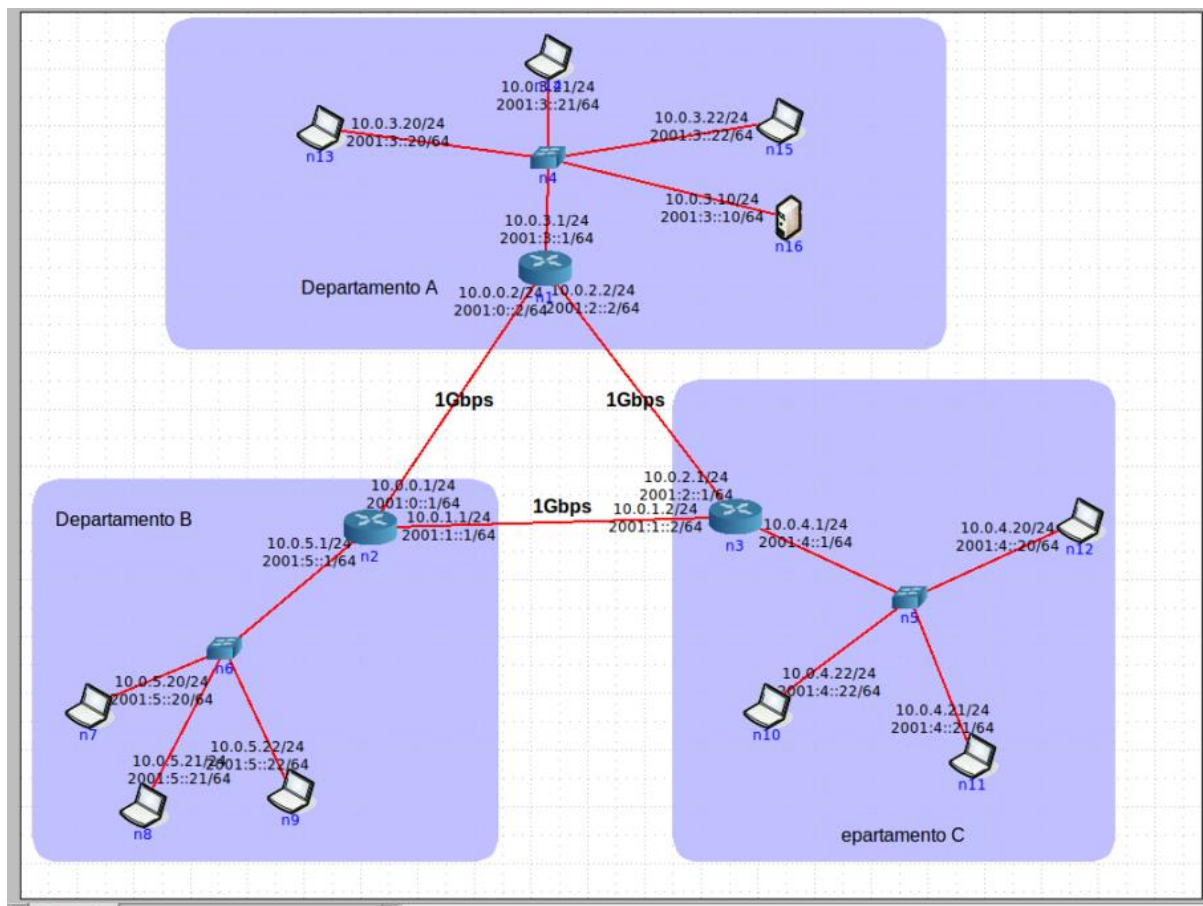 10.0.3.21/24
n14
2001:3::21/64
10.0.3.20/24
2001:3::20/64
n13
10.0.3.22/24
2001:3::22/64
n15
n4
10.0.3.10/24
2001:3::10/64
n16
10.0.3.1/24
2001:3::1/64
Departamento A
10.0.0.2/24
2001:0::2/64
n1
10.0.2.2/24
2001:2::2/64
1Gbps
1Gbps
10.0.2.1/24
2001:2::1/64
Departamento B
10.0.0.1/24
2001:0::1/64
10.0.1.1/24
2001:1::1/64
n2
1Gbps
10.0.1.2/24
2001:1::2/64
n3
10.0.4.1/24
2001:4::1/64
10.0.4.20/24
2001:4::20/64
n12
10.0.5.1/24
2001:5::1/64
n6
n5
10.0.5.20/24
2001:5::20/64
n7
10.0.5.21/24
2001:5::21/64
n8
10.0.5.22/24
2001:5::22/64
n9
10.0.4.22/24
2001:4::22/64
n10
10.0.4.21/24
2001:4::21/64
n11
epartamento C